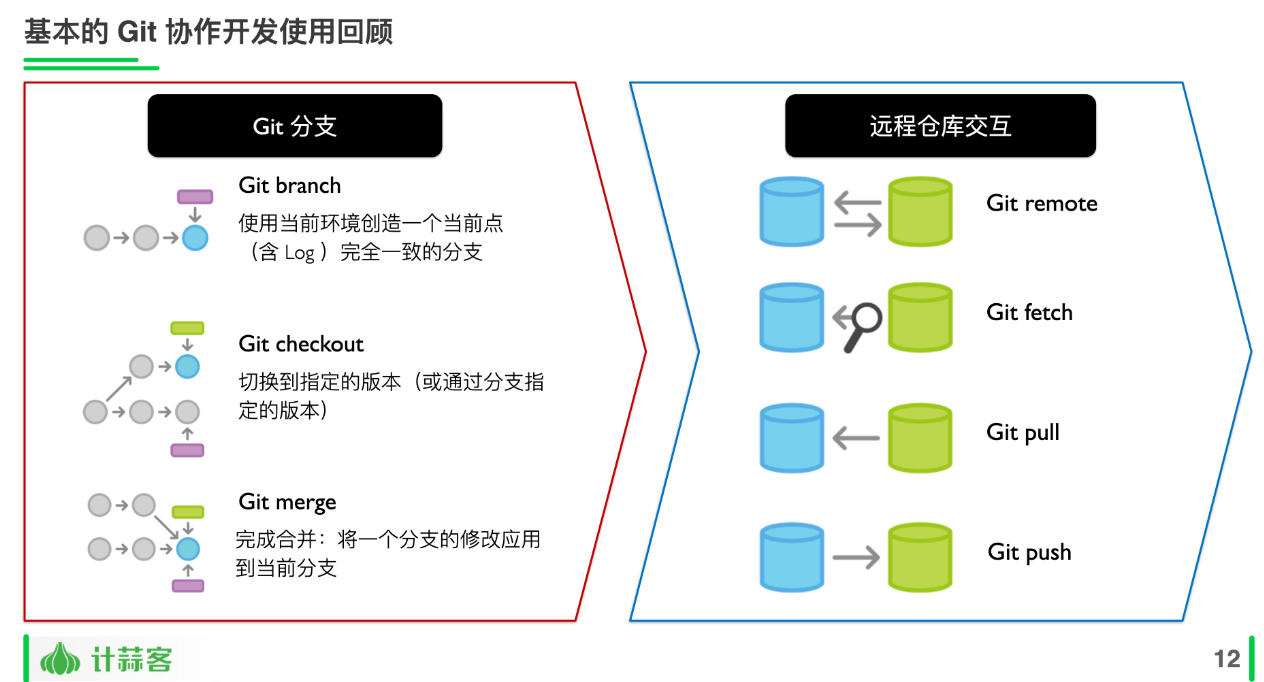 基本的 Git 协作开发使用回顾
Git 分支
Git branch
使用当前环境创造一个当前点
（含 Log ）完全一致的分支
Git checkout
切换到指定的版本（或通过分支指
定的版本）
Git merge
完成合并：将一个分支的修改应用
到当前分支
远程仓库交互
Git remote
Git fetch
Git pull
Git push
计蒜客
12